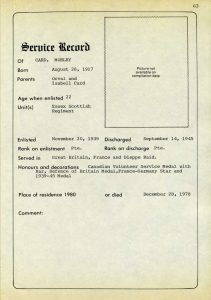 63
Service Record
Of CARD, MORLEY
Born August 26, 1917
Parents Orval and
Isabell Card
Picture not
available on
compilation date
Age when enlisted 22
Unit(s) Essex Scottish
Regiment
Enlisted November 20, 1939 Discharged September 14, 1945
Rank on enlistment Pte. Rank on discharge Pte.
Served in Great Britain, France and Dieppe Raid.
Honours and decorations Canadian Volunteer Service Medal with
Bar, Defence of Britain Medal, France-Germany Star and
1939-45 Medal
Place of residence 1980 or died December 28, 1978
Comment: